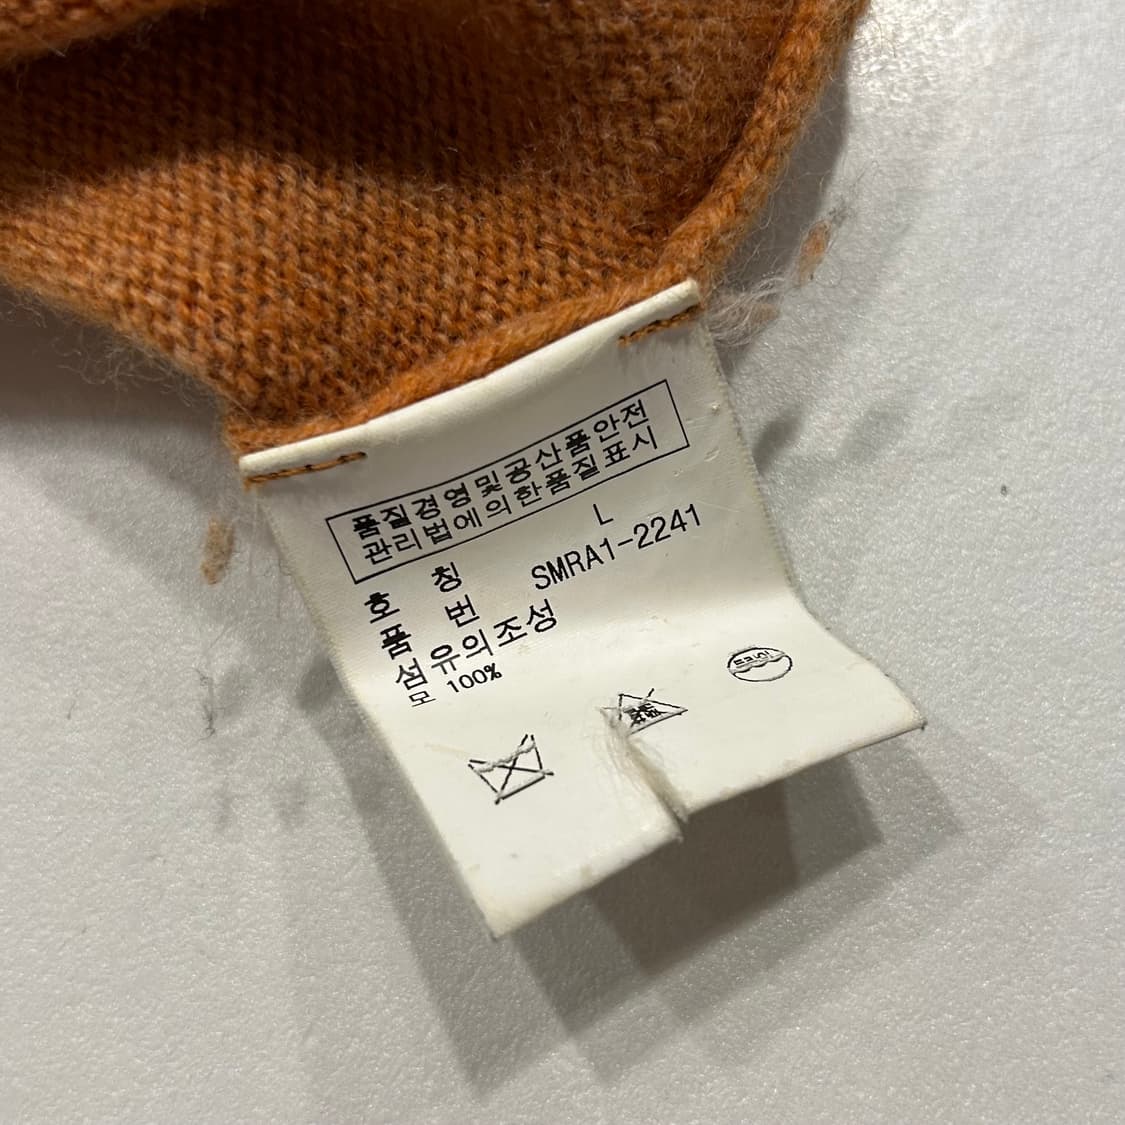 품질경영및공산품안전
관리법에의한품질표시
호 칭 L
품 번 SMRA1-2241
섬유의조성
모 100%
드라이